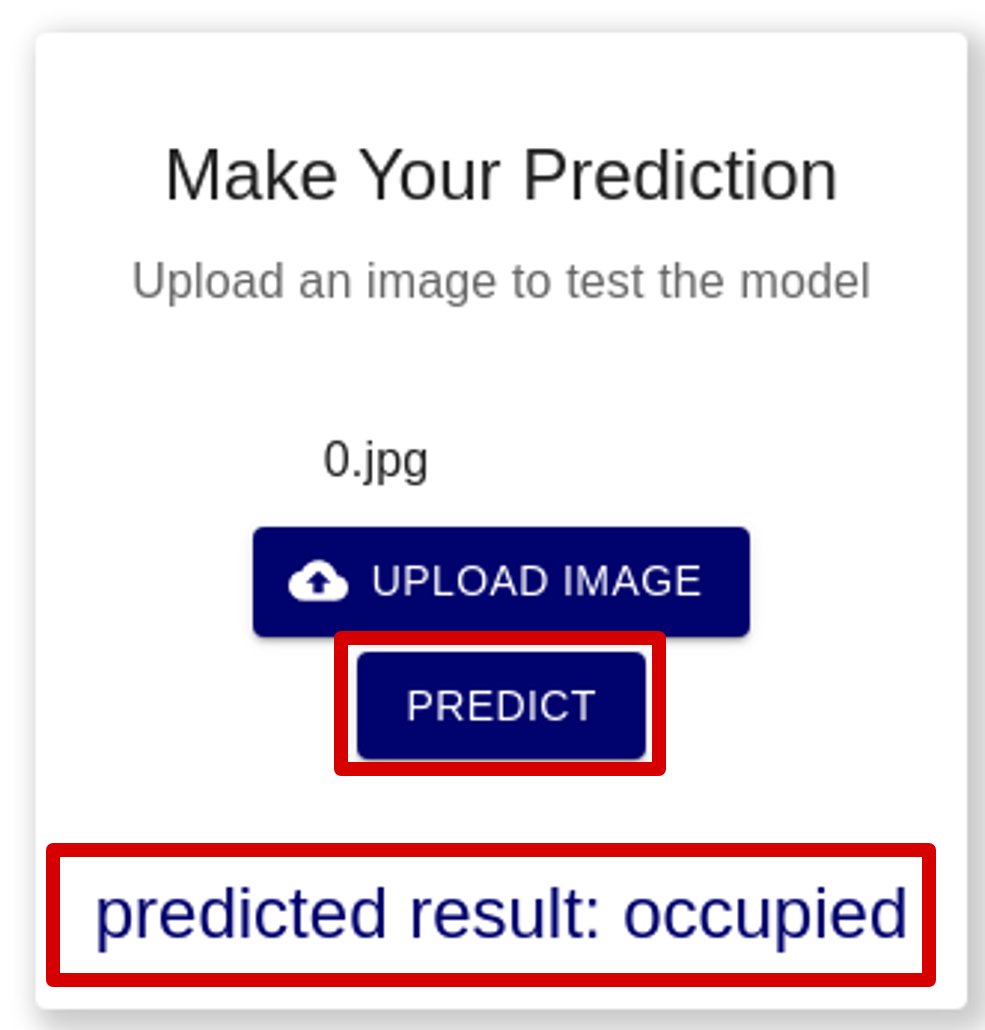 Make Your Prediction
Upload an image to test the model
0.jpg
UPLOAD IMAGE
PREDICT
predicted result: occupied